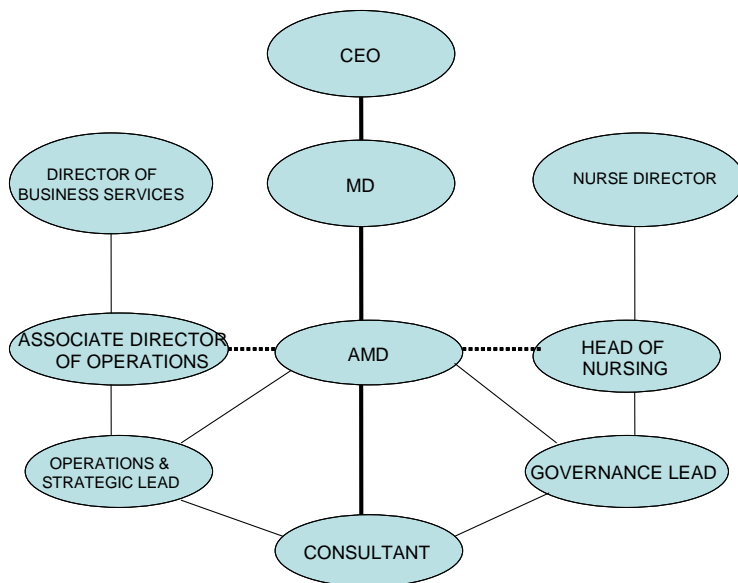 CEO
DIRECTOR OF
BUSINESS SERVICES
MD
NURSE DIRECTOR
ASSOCIATE DIRECTOR
OF OPERATIONS
AMD
HEAD OF
NURSING
OPERATIONS &
STRATEGIC LEAD
GOVERNANCE LEAD
CONSULTANT